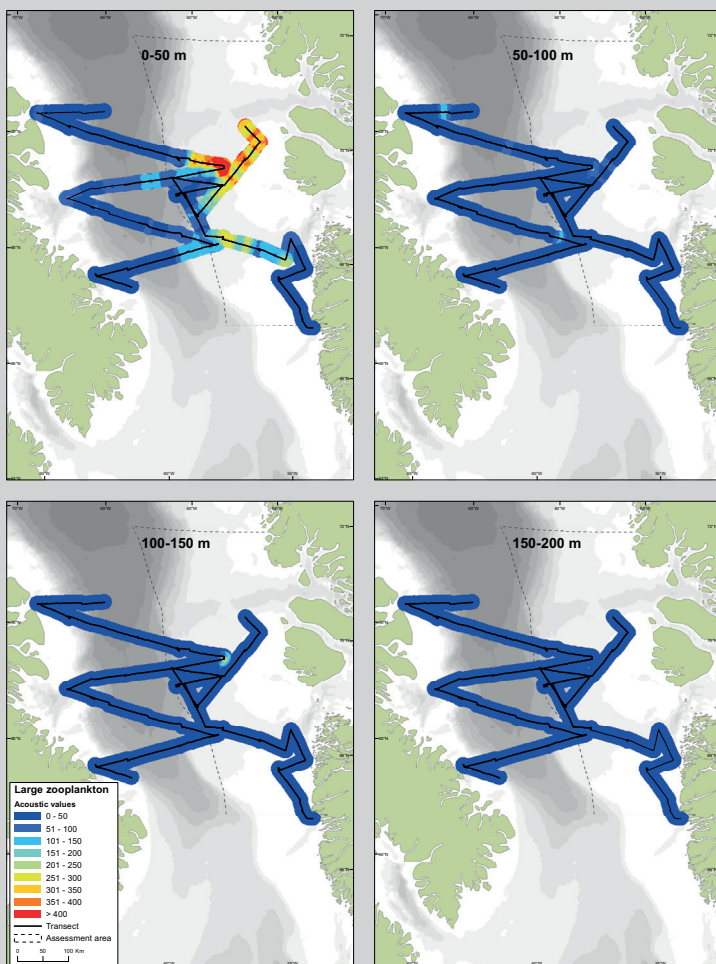 0-50 m
50-100 m
100-150 m
150-200 m
Large zooplankton
Acoustic values
0 - 50
51 - 100
101 - 150
151 - 200
201 - 250
251 - 300
301 - 350
351 - 400
> 400
Transect
Assessment area
0 50 100 Km